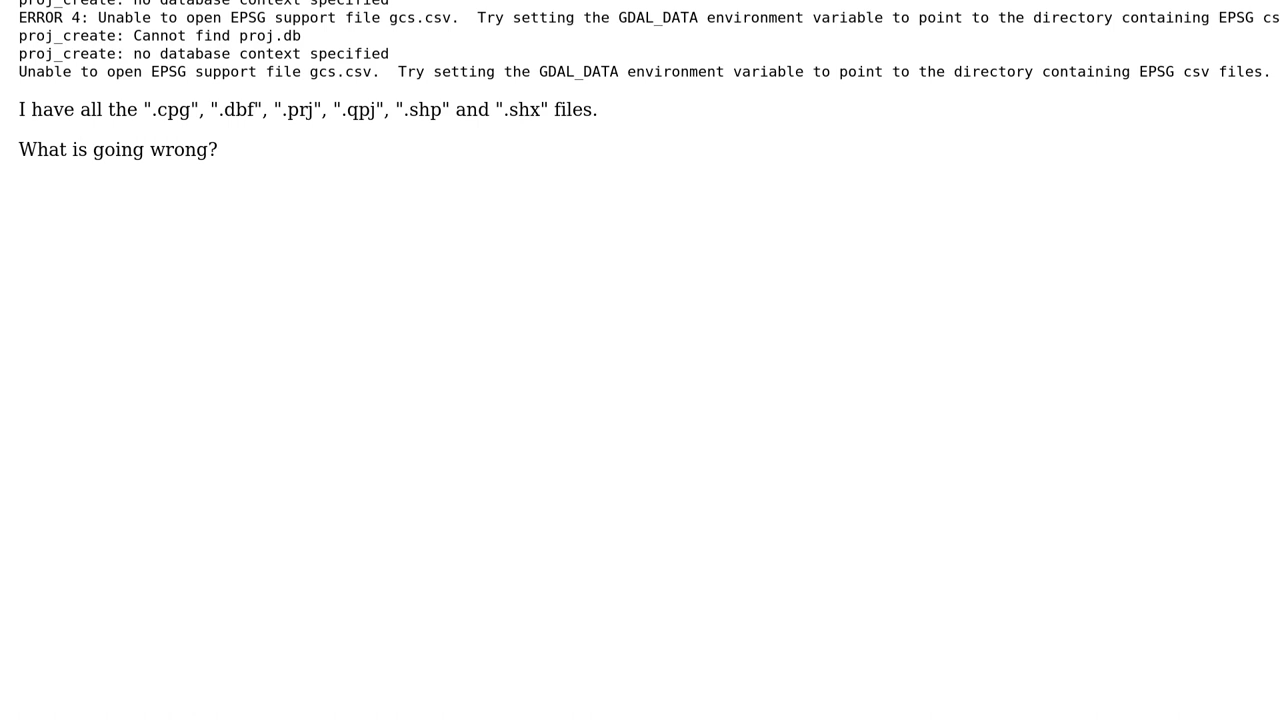 proj_create: no database context specified
ERROR 4: Unable to open EPSG support file gcs.csv.  Try setting the GDAL_DATA environment variable to point to the directory containing EPSG cs
proj_create: Cannot find proj.db
proj_create: no database context specified
Unable to open EPSG support file gcs.csv.  Try setting the GDAL_DATA environment variable to point to the directory containing EPSG csv files.
I have all the ".cpg", ".dbf", ".prj", ".qpj", ".shp" and ".shx" files.
What is going wrong?